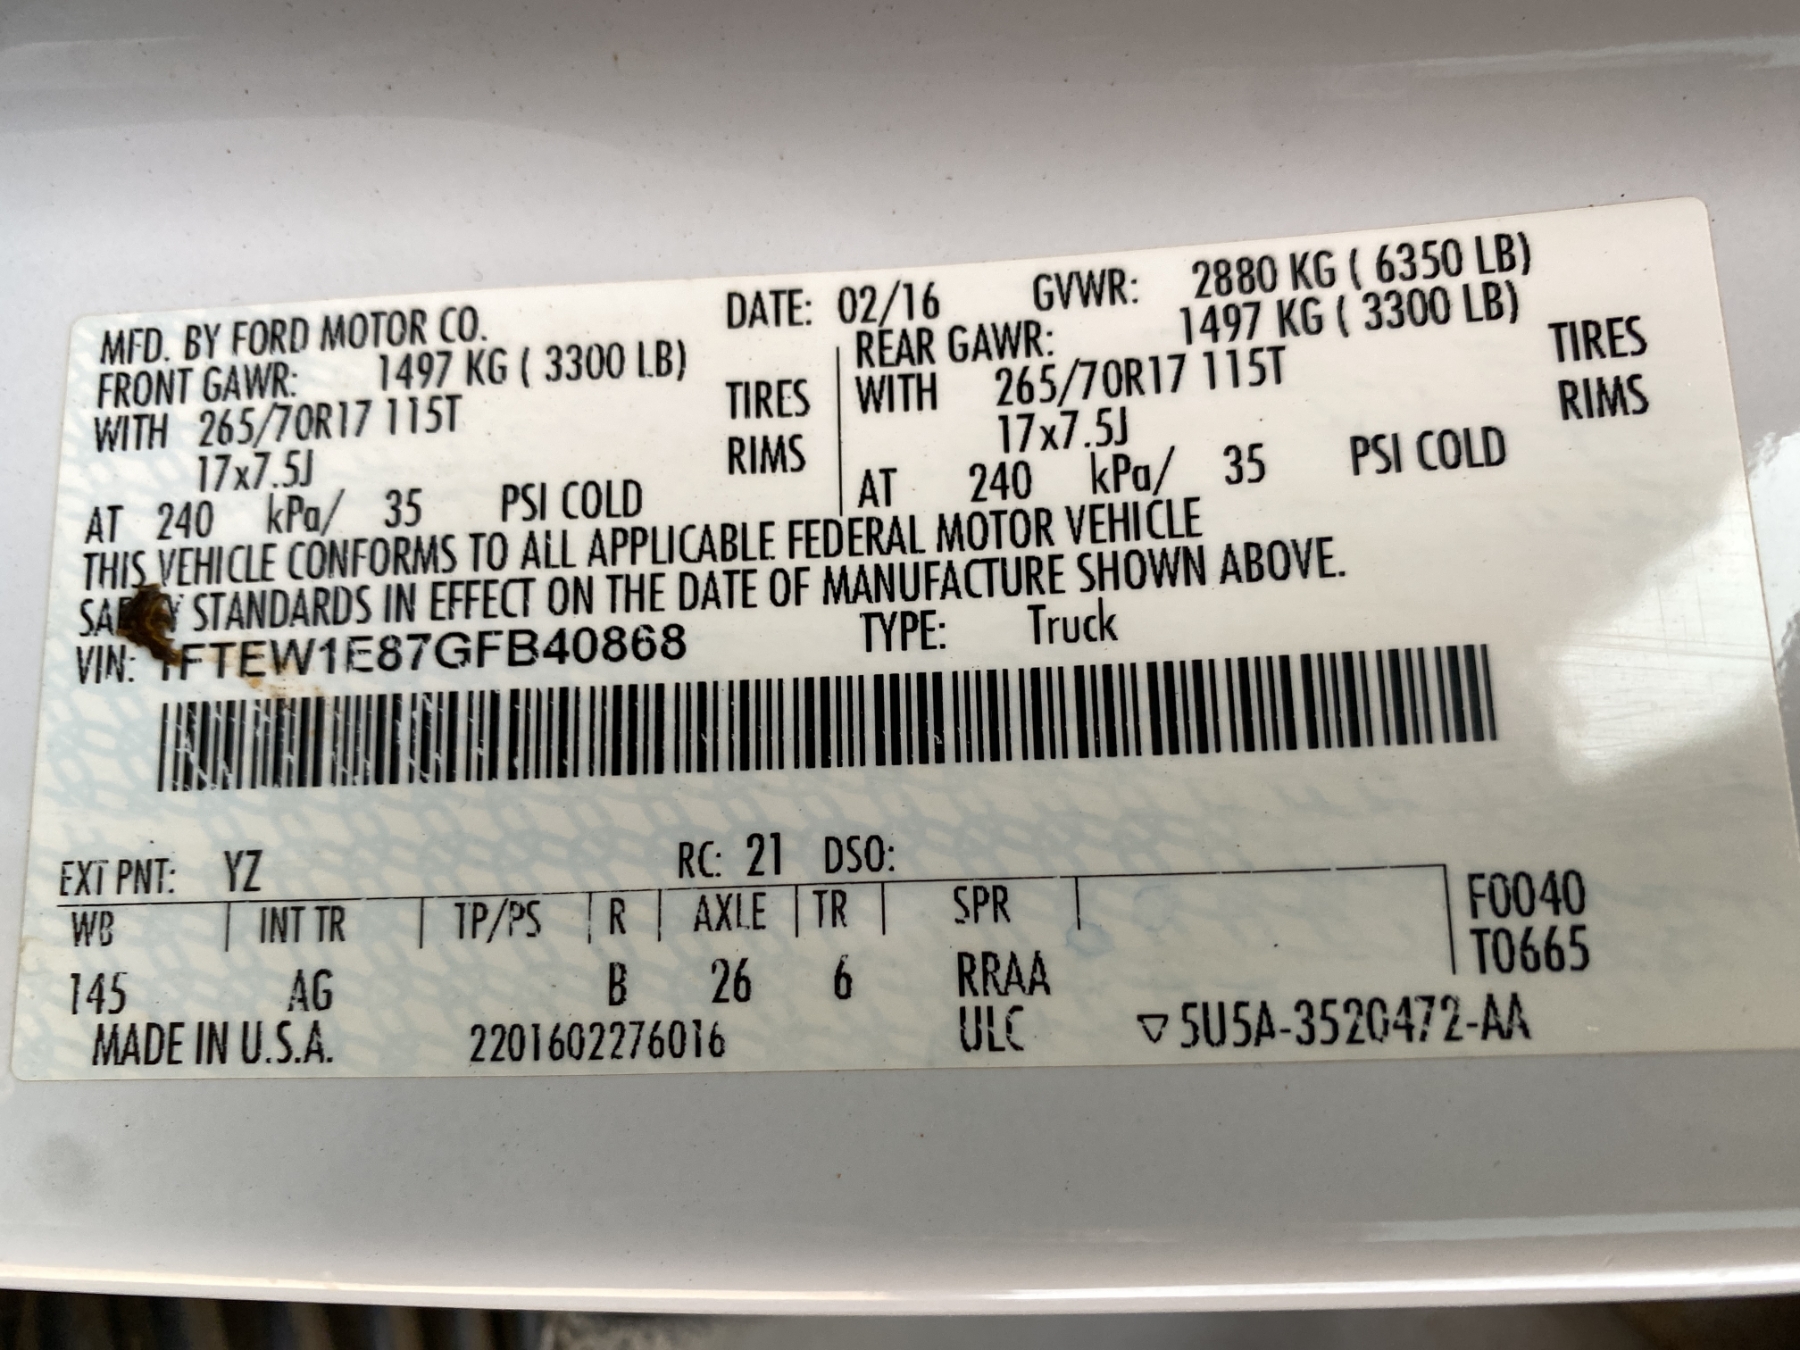 MFD. BY FORD MOTOR CO. DATE: 02/16 GVWR: 2880 KG ( 6350 LB)
FRONT GAWR: 1497 KG ( 3300 LB) REAR GAWR: 1497 KG ( 3300 LB)
WITH 265/70R17 115T TIRES WITH 265/70R17 115T TIRES
17x7.5J RIMS 17x7.5J RIMS
AT 240 kPa/ 35 PSI COLD AT 240 kPa/ 35 PSI COLD
THIS VEHICLE CONFORMS TO ALL APPLICABLE FEDERAL MOTOR VEHICLE
SAFETY STANDARDS IN EFFECT ON THE DATE OF MANUFACTURE SHOWN ABOVE.
VIN: 1FTEW1E87GFB40868 TYPE: Truck
EXT PNT: YZ RC: 21 DSO:
WB INT TR TP/PS R AXLE TR SPR F0040
T0665
145 AG B 26 6 RRAA
MADE IN U.S.A. 2201602276016 ULC ▽5U5A-3520472-AA